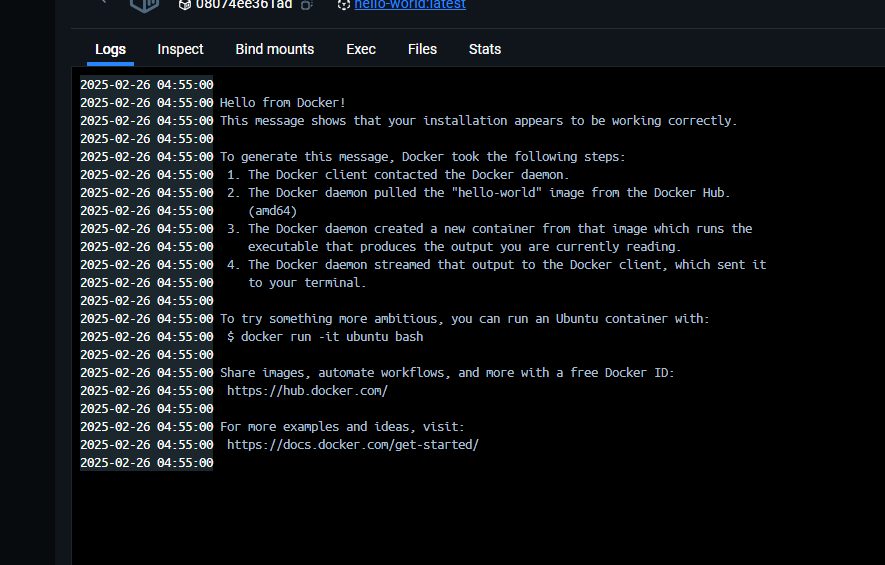 08074ee361ad hello-world:latest
Logs Inspect Bind mounts Exec Files Stats
2025-02-26 04:55:00
2025-02-26 04:55:00 Hello from Docker!
2025-02-26 04:55:00 This message shows that your installation appears to be working correctly.
2025-02-26 04:55:00
2025-02-26 04:55:00 To generate this message, Docker took the following steps:
2025-02-26 04:55:00  1. The Docker client contacted the Docker daemon.
2025-02-26 04:55:00  2. The Docker daemon pulled the "hello-world" image from the Docker Hub.
2025-02-26 04:55:00     (amd64)
2025-02-26 04:55:00  3. The Docker daemon created a new container from that image which runs the
2025-02-26 04:55:00     executable that produces the output you are currently reading.
2025-02-26 04:55:00  4. The Docker daemon streamed that output to the Docker client, which sent it
2025-02-26 04:55:00     to your terminal.
2025-02-26 04:55:00
2025-02-26 04:55:00 To try something more ambitious, you can run an Ubuntu container with:
2025-02-26 04:55:00  $ docker run -it ubuntu bash
2025-02-26 04:55:00
2025-02-26 04:55:00 Share images, automate workflows, and more with a free Docker ID:
2025-02-26 04:55:00  https://hub.docker.com/
2025-02-26 04:55:00
2025-02-26 04:55:00 For more examples and ideas, visit:
2025-02-26 04:55:00  https://docs.docker.com/get-started/
2025-02-26 04:55:00